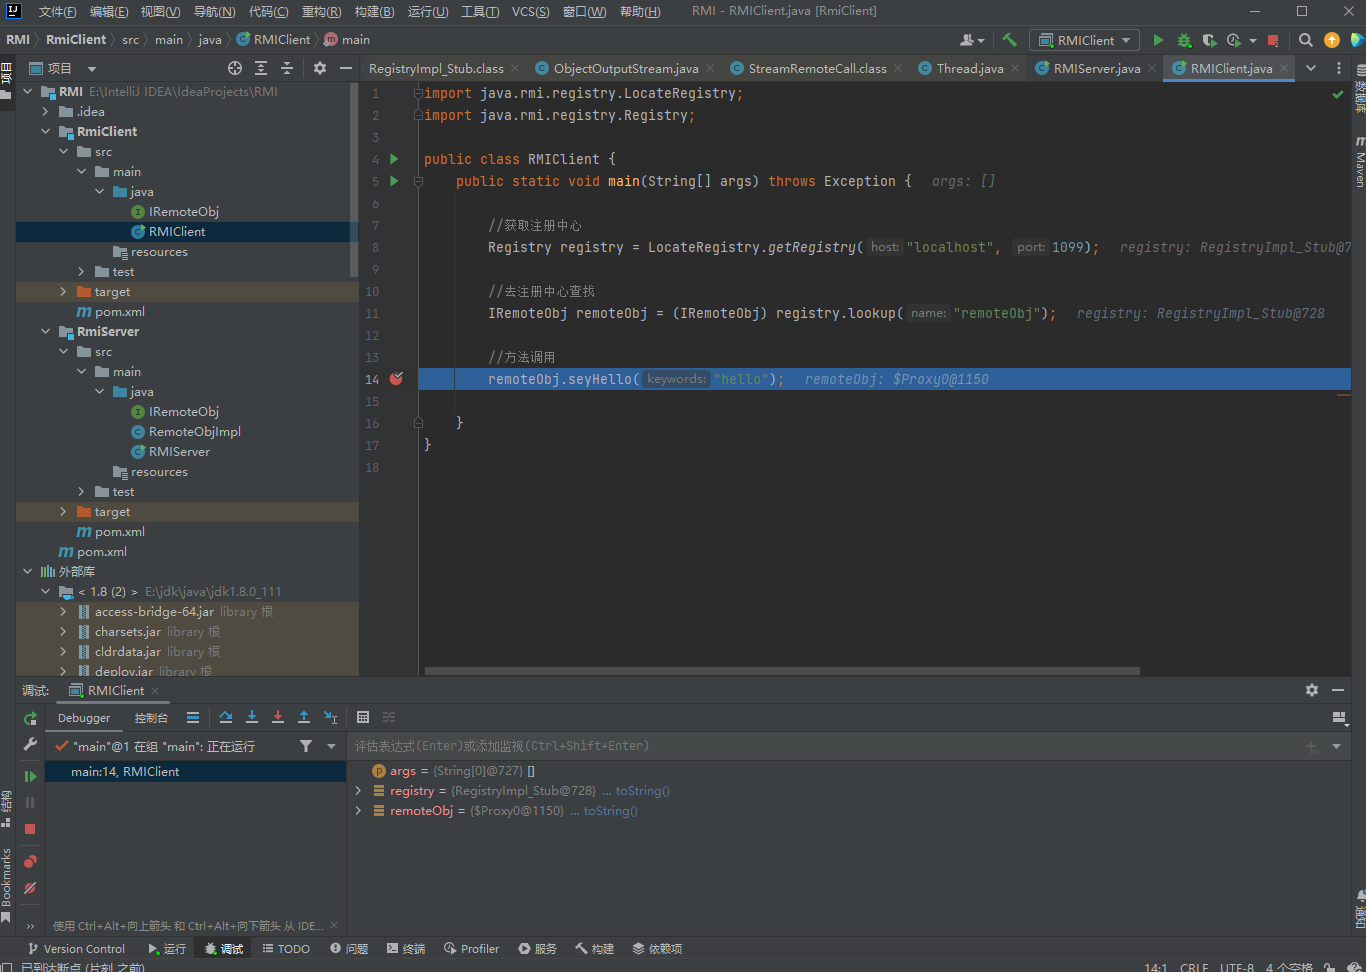 文件(F) 编辑(E) 视图(V) 导航(N) 代码(C) 重构(R) 构建(B) 运行(U) 工具(T) VCS(S) 窗口(W) 帮助(H) RMI - RMIClient.java [RmiClient]
RMI RmiClient src main java RMIClient main RMIClient
项目
项目
RegistryImpl_Stub.class ObjectOutputStream.java StreamRemoteCall.class Thread.java RMIServer.java RMIClient.java
RMI E:\IntelliJ IDEA\IdeaProjects\RMI
.idea
RmiClient
src
main
java
IRemoteObj
RMIClient
resources
test
target
pom.xml
RmiServer
src
main
java
IRemoteObj
RemoteObjImpl
RMIServer
resources
test
target
pom.xml
pom.xml
外部库
< 1.8 (2) > E:\jdk\java\jdk1.8.0_111
access-bridge-64.jar library 根
charsets.jar library 根
cldrdata.jar library 根
deploy.jar library 根
1 import java.rmi.registry.LocateRegistry;
2 import java.rmi.registry.Registry;
3
4 public class RMIClient {
5 public static void main(String[] args) throws Exception { args: []
6
7 //获取注册中心
8 Registry registry = LocateRegistry.getRegistry( host: "localhost", port: 1099); registry: RegistryImpl_Stub@7
9
10 //去注册中心查找
11 IRemoteObj remoteObj = (IRemoteObj) registry.lookup( name: "remoteObj"); registry: RegistryImpl_Stub@728
12
13 //方法调用
14 remoteObj.seyHello( keywords: "hello"); remoteObj: $Proxy0@1150
15
16 }
17 }
18
数据库
Maven
通知
调试: RMIClient
Debugger 控制台
"main"@1 在组 "main": 正在运行
main:14, RMIClient
使用 Ctrl+Alt+向上箭头 和 Ctrl+Alt+向下箭头 从 IDE...
评估表达式(Enter)或添加监视(Ctrl+Shift+Enter)
args = {String[0]@727} []
registry = {RegistryImpl_Stub@728} ... toString()
remoteObj = {$Proxy0@1150} ... toString()
结构
Bookmarks
Version Control 运行 调试 TODO 问题 终端 Profiler 服务 构建 依赖项
已到达断点 (片刻 之前) 14:1 CRLF UTF-8 4 个空格